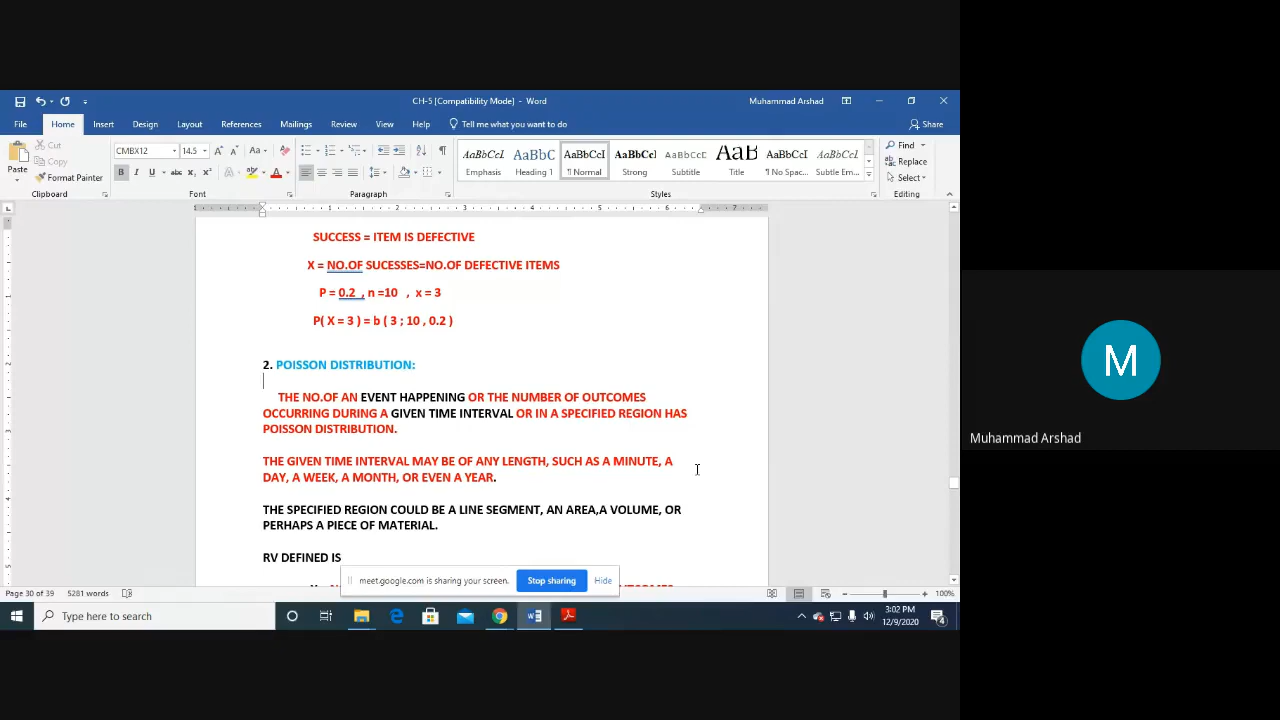 CH-5 [Compatibility Mode] - Word
Muhammad Arshad
File Home Insert Design Layout References Mailings Review View Help Tell me what you want to do Share
Paste
Cut
Copy
Format Painter
CMBX12 14.5
AaBbCcI AaBbC AaBbCcI AaBbCcl AaBbCcC AaB AaBbCcI AaBbCcI
Emphasis Heading 1 ¶ Normal Strong Subtitle Title ¶ No Spac... Subtle Em...
Find
Replace
Select
Clipboard Font Paragraph Styles Editing
SUCCESS = ITEM IS DEFECTIVE
X = NO.OF SUCESSES=NO.OF DEFECTIVE ITEMS
P = 0.2 , n =10 , x = 3
P( X = 3 ) = b ( 3 ; 10 , 0.2 )
2. POISSON DISTRIBUTION:
THE NO.OF AN EVENT HAPPENING OR THE NUMBER OF OUTCOMES
OCCURRING DURING A GIVEN TIME INTERVAL OR IN A SPECIFIED REGION HAS
POISSON DISTRIBUTION.
THE GIVEN TIME INTERVAL MAY BE OF ANY LENGTH, SUCH AS A MINUTE, A
DAY, A WEEK, A MONTH, OR EVEN A YEAR.
THE SPECIFIED REGION COULD BE A LINE SEGMENT, AN AREA,A VOLUME, OR
PERHAPS A PIECE OF MATERIAL.
RV DEFINED IS
meet.google.com is sharing your screen. Stop sharing Hide
Page 30 of 39 5281 words
100%
Type here to search
3:02 PM
12/9/2020
4
M
Muhammad Arshad